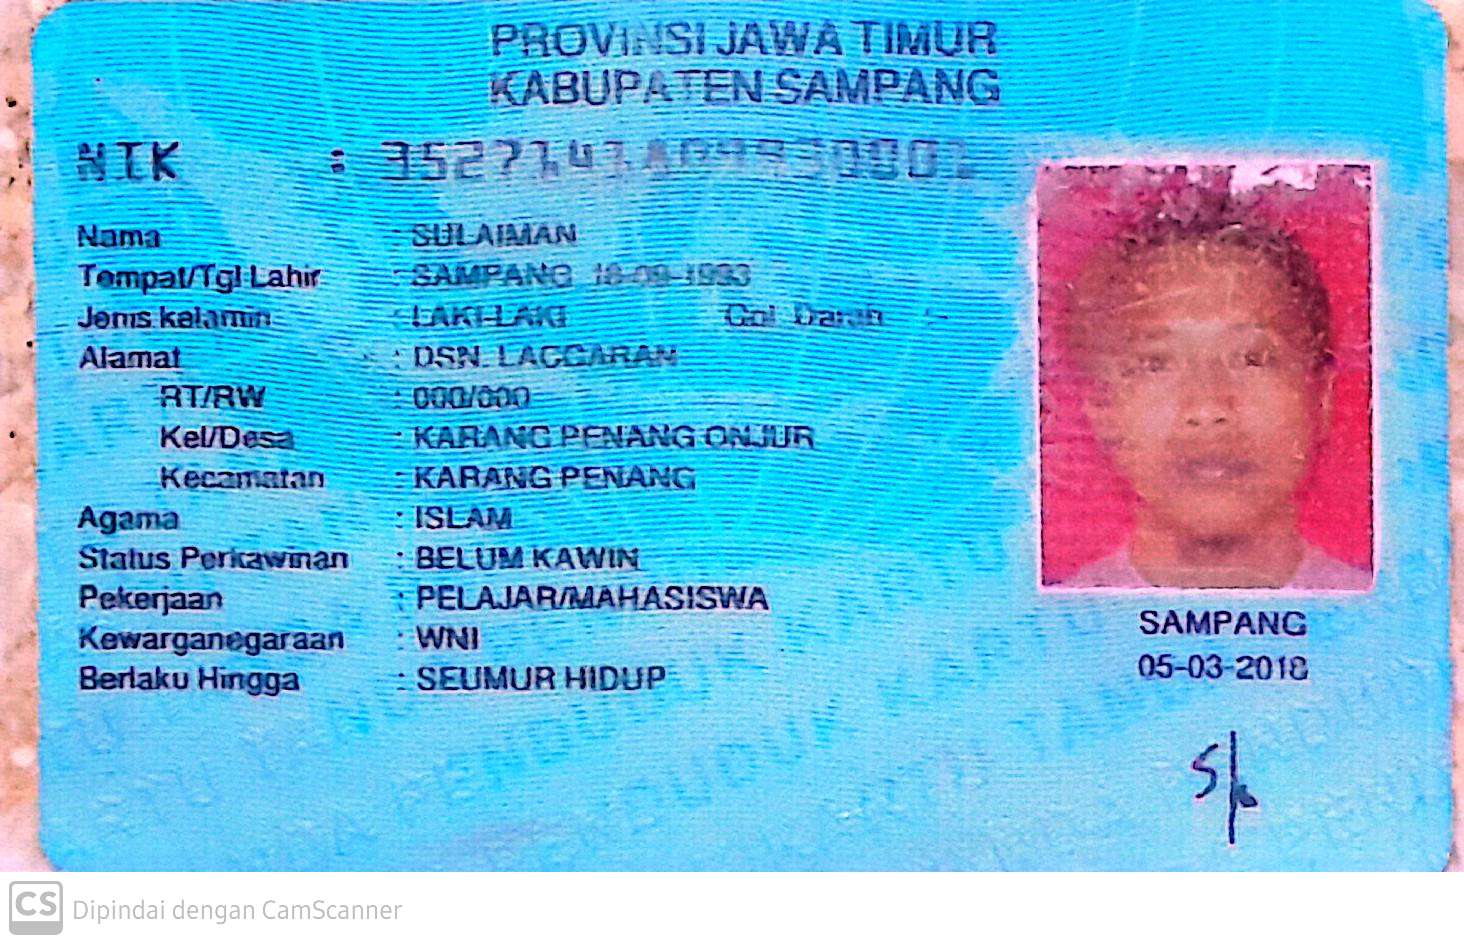 PROVINSI JAWA TIMUR
KABUPATEN SAMPANG
NIK :
Nama : SULAIMAN
Tempat/Tgl Lahir : SAMPANG 18-09-1993
Jenis kelamin : LAKI-LAKI Gol Darah : -
Alamat : DSN. LAGGARAN
RT/RW : 000/000
Kel/Desa : KARANG PENANG ONJUR
Kecamatan : KARANG PENANG
Agama : ISLAM
Status Perkawinan : BELUM KAWIN
Pekerjaan : PELAJAR/MAHASISWA
Kewarganegaraan : WNI
Berlaku Hingga : SEUMUR HIDUP
SAMPANG
05-03-2018
CS Dipindai dengan CamScanner